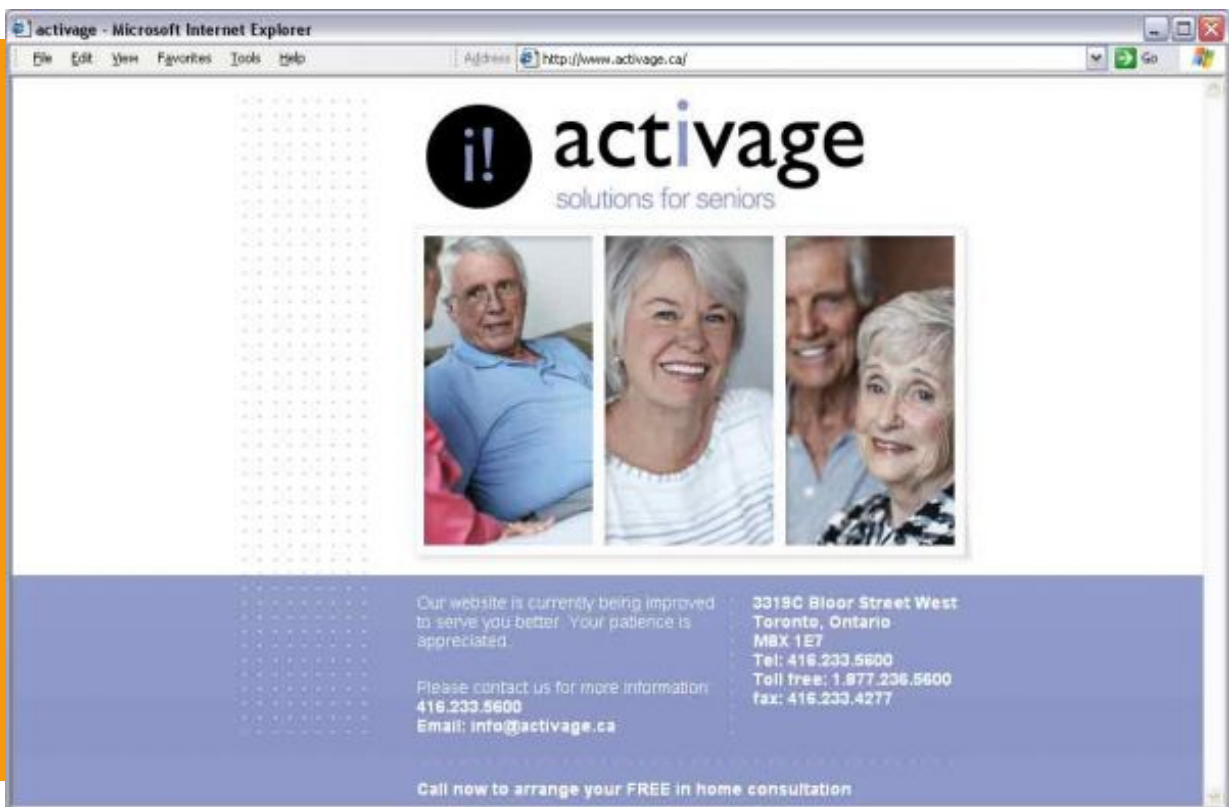 activage - Microsoft Internet Explorer
File Edit View Favorites Tools Help
Address http://www.activage.ca/ Go
i! activage
solutions for seniors
Our website is currently being improved
to serve you better. Your patience is
appreciated.
Please contact us for more information:
416.233.5600
Email: info@activage.ca
3319C Bloor Street West
Toronto, Ontario
M8X 1E7
Tel: 416.233.5600
Toll free: 1.877.236.5600
fax: 416.233.4277
Call now to arrange your FREE in home consultation